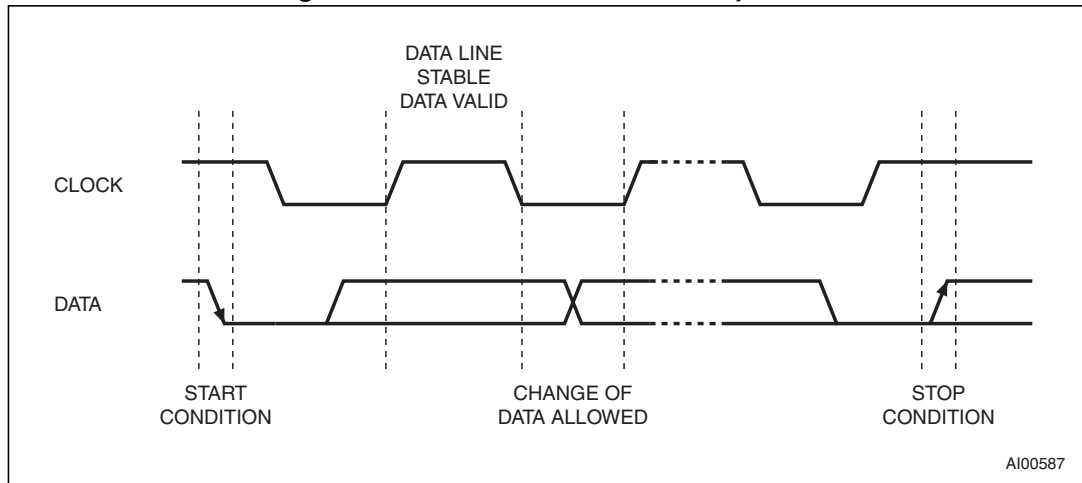 DATA LINE
STABLE
DATA VALID
CLOCK
DATA
START
CONDITION
CHANGE OF
DATA ALLOWED
STOP
CONDITION
AI00587